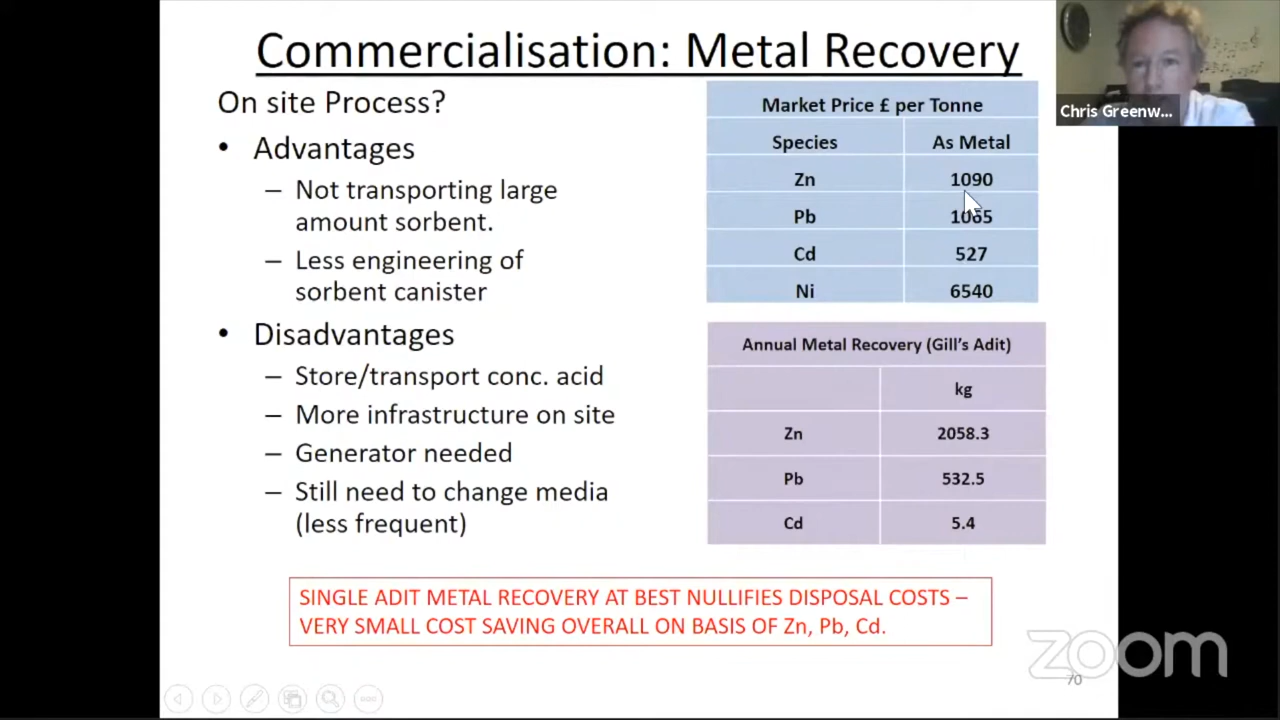 Commercialisation: Metal Recovery
On site Process?
• Advantages
– Not transporting large
amount sorbent.
– Less engineering of
sorbent canister
• Disadvantages
– Store/transport conc. acid
– More infrastructure on site
– Generator needed
– Still need to change media
(less frequent)
Market Price £ per Tonne
Species As Metal
Zn 1090
Pb 1065
Cd 527
Ni 6540
Annual Metal Recovery (Gill's Adit)
kg
Zn 2058.3
Pb 532.5
Cd 5.4
SINGLE ADIT METAL RECOVERY AT BEST NULLIFIES DISPOSAL COSTS –
VERY SMALL COST SAVING OVERALL ON BASIS OF Zn, Pb, Cd.
Chris Greenw...
zoom
70